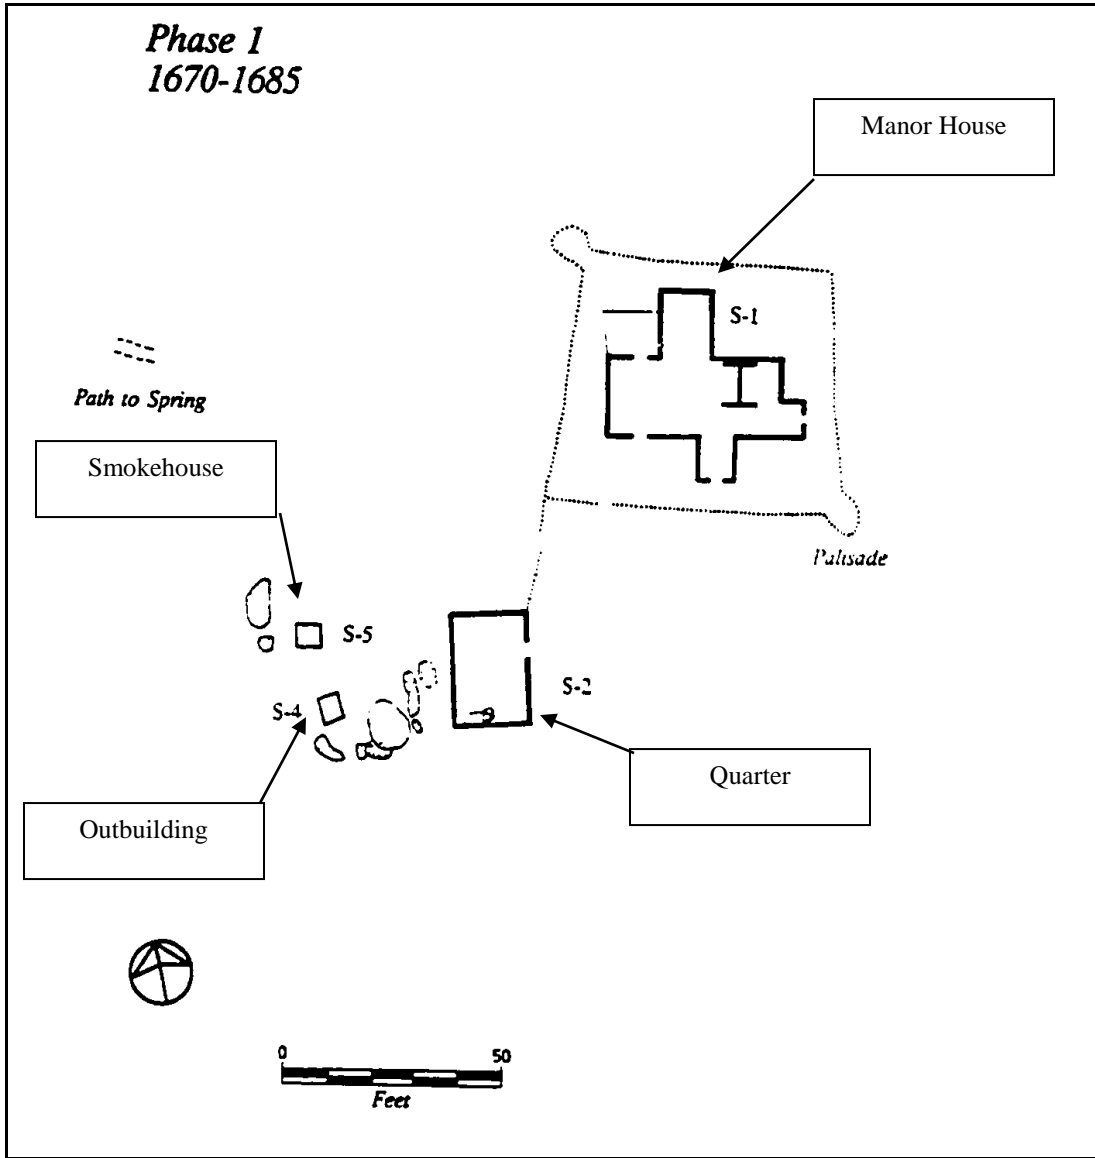 Phase 1
1670-1685
Manor House
S-1
Path to Spring
Smokehouse
Palisade
S-5
S-2
S-4
Quarter
Outbuilding
0 50
Feet